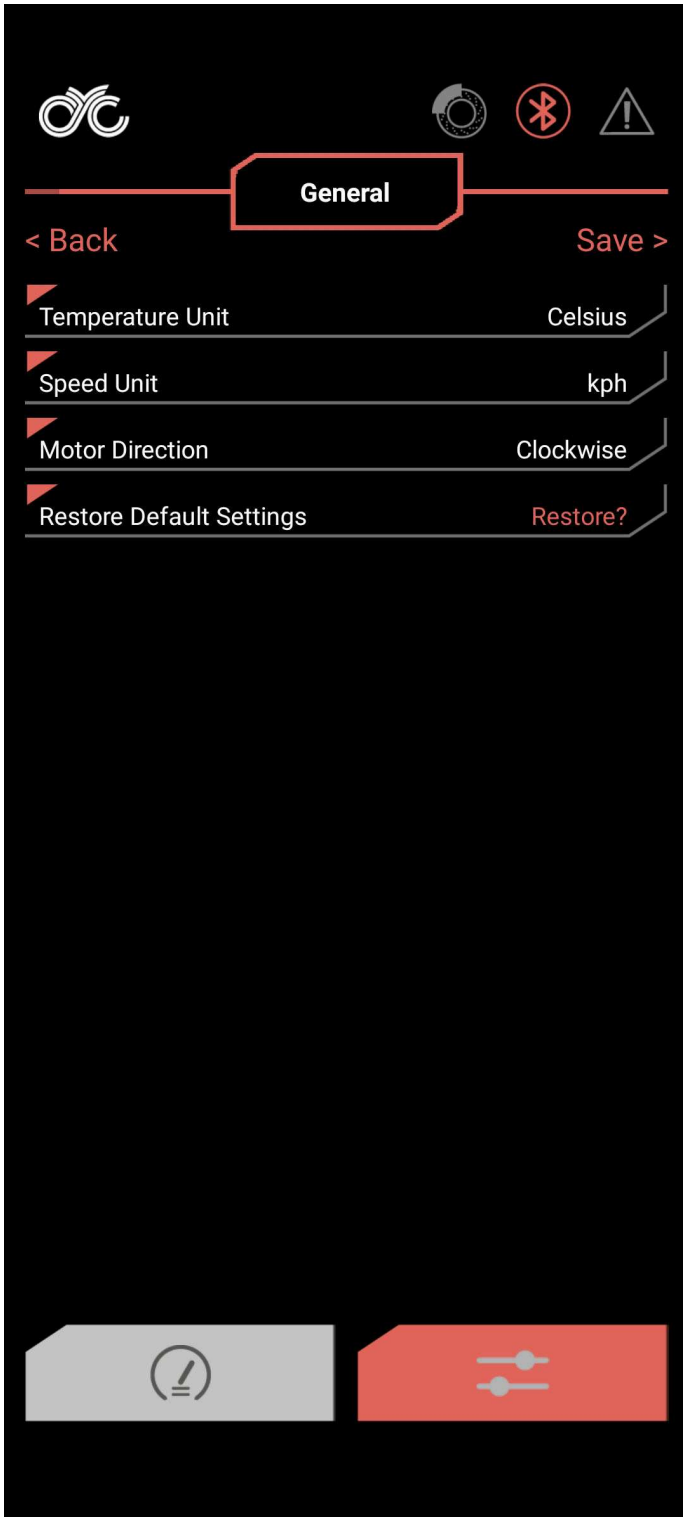 General
< Back
Save >
Temperature Unit Celsius
Speed Unit kph
Motor Direction Clockwise
Restore Default Settings Restore?